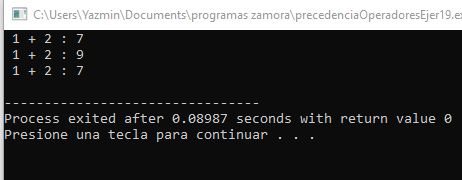 C:\Users\Yazmin\Documents\programas zamora\precedenciaOperadoresEjer19.ex
1 + 2 : 7
1 + 2 : 9
1 + 2 : 7
--------------------------------
Process exited after 0.08987 seconds with return value 0
Presione una tecla para continuar . . .